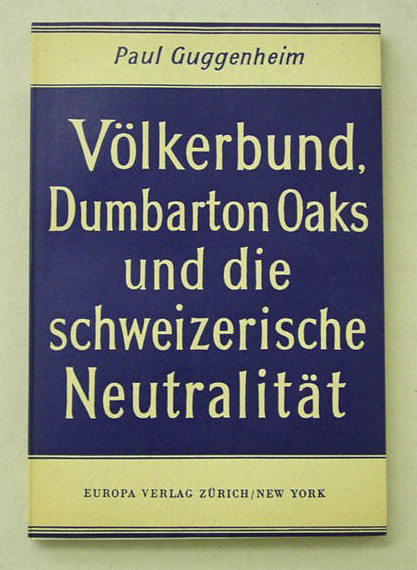 Paul Guggenheim
Völkerbund,
Dumbarton Oaks
und die
schweizerische
Neutralität
EUROPA VERLAG ZÜRICH/NEW YORK